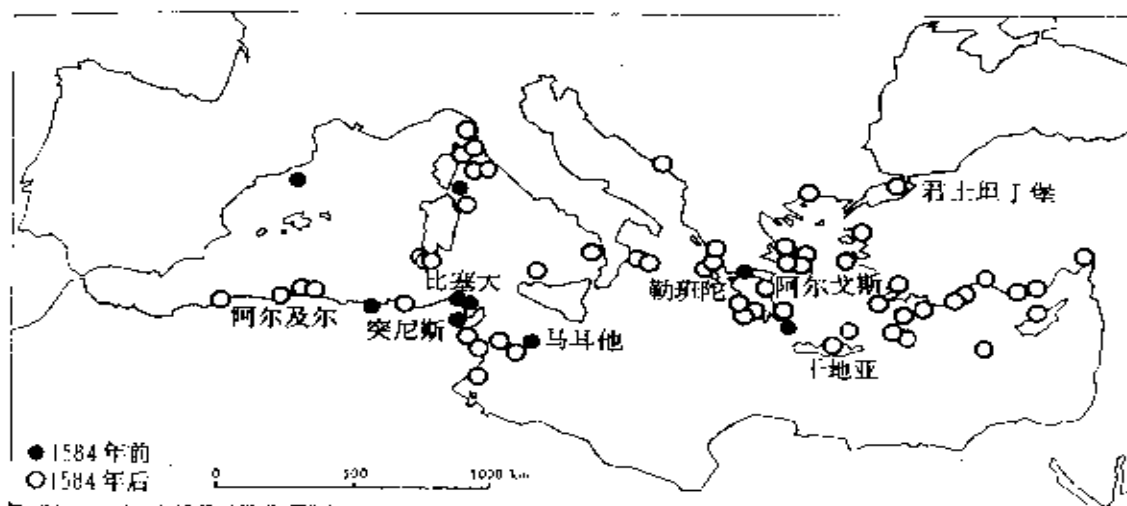 君士坦丁堡
比塞大
勒班陀
阿尔戈斯
阿尔及尔
突尼斯
马耳他
干地亚
●1584年前
○1584年后
0 500 1000 km